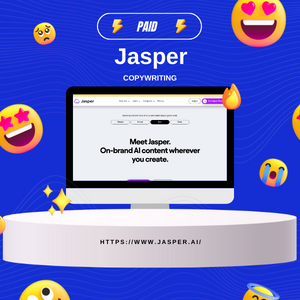 PAID
Jasper
COPYWRITING
Jasper
Meet Jasper.
On-brand AI content wherever
you create.
HTTPS://WWW.JASPER.AI/